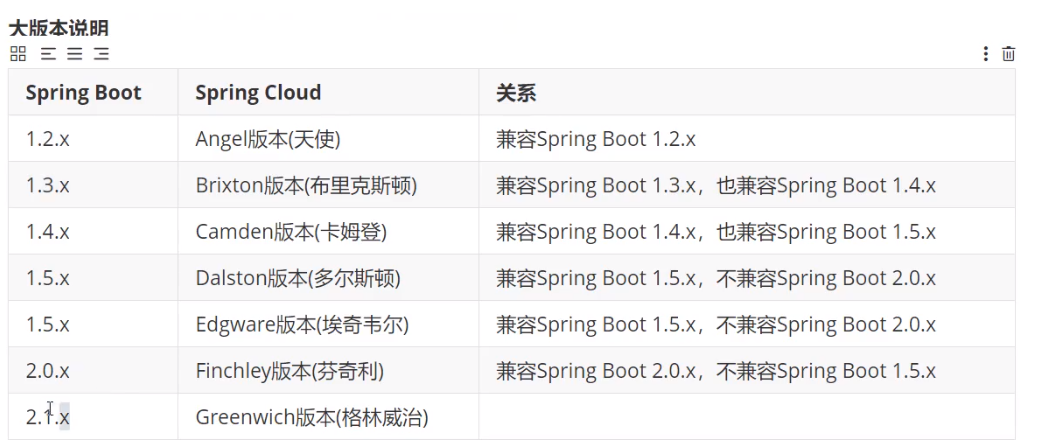 大版本说明
Spring Boot Spring Cloud 关系
1.2.x Angel版本(天使) 兼容Spring Boot 1.2.x
1.3.x Brixton版本(布里克斯顿) 兼容Spring Boot 1.3.x，也兼容Spring Boot 1.4.x
1.4.x Camden版本(卡姆登) 兼容Spring Boot 1.4.x，也兼容Spring Boot 1.5.x
1.5.x Dalston版本(多尔斯顿) 兼容Spring Boot 1.5.x，不兼容Spring Boot 2.0.x
1.5.x Edgware版本(埃奇韦尔) 兼容Spring Boot 1.5.x，不兼容Spring Boot 2.0.x
2.0.x Finchley版本(芬奇利) 兼容Spring Boot 2.0.x，不兼容Spring Boot 1.5.x
2.1.x Greenwich版本(格林威治)